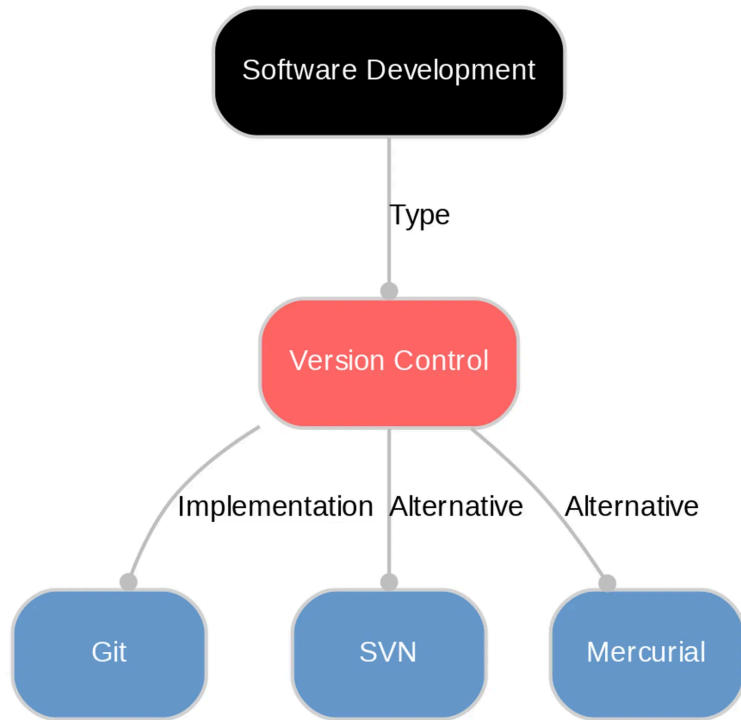 Software Development
Type
Version Control
Implementation
Alternative
Alternative
Git
SVN
Mercurial